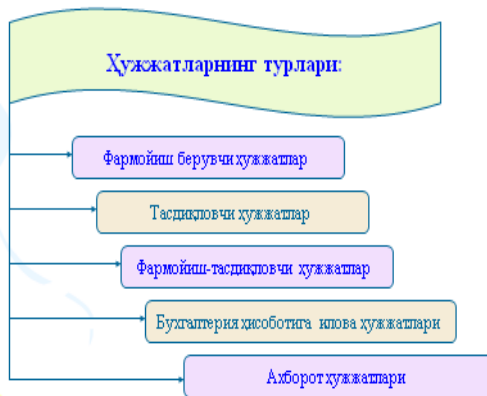 Ҳужжатларнинг турлари:
Фармойиш берувчи ҳужжатлар
Тасдиқловчи ҳужжатлар
Фармойиш-тасдиқловчи ҳужжатлар
Бухгалтерия ҳисоботига илова ҳужжатлари
Ахборот ҳужжатлари